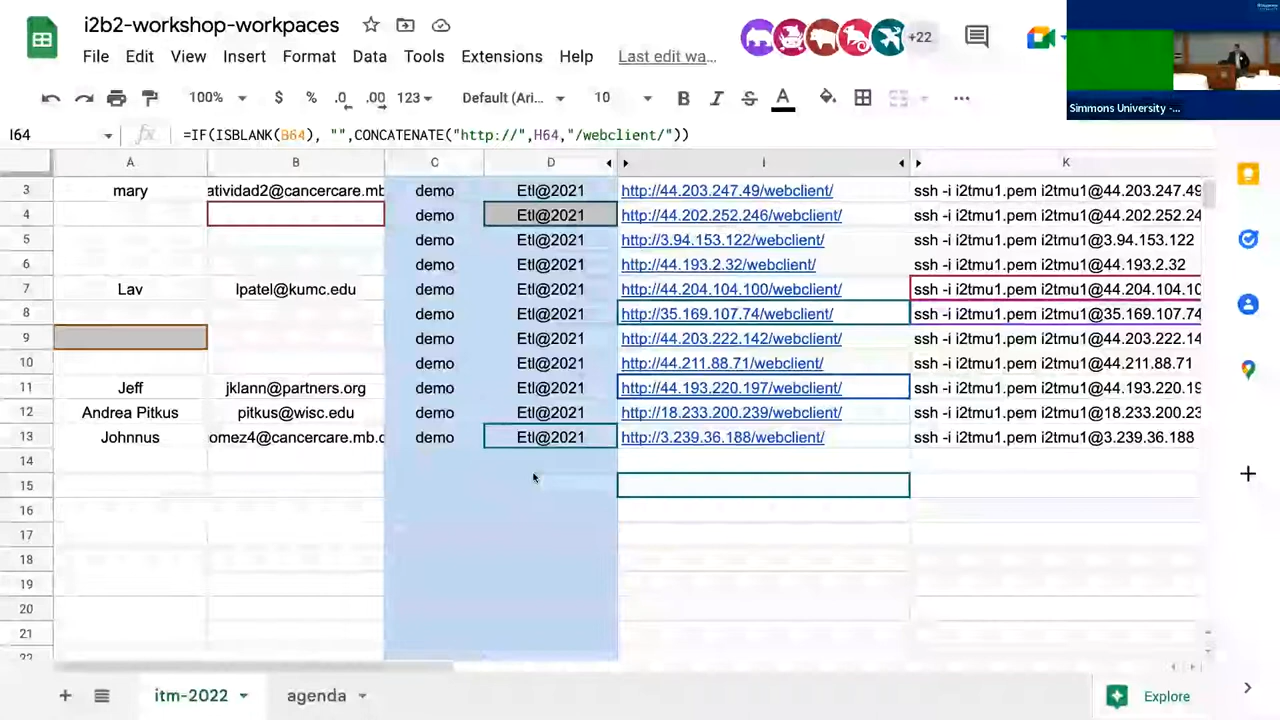 i2b2-workshop-workpaces
+22
File Edit View Insert Format Data Tools Extensions Help Last edit wa...
100% $ % .0 .00 123 Default (Ari... 10 B I S A ...
Simmons University -...
I64 fx =IF(ISBLANK(B64), "",CONCATENATE("http://",H64,"/webclient/"))
A B C D I K
3 mary atividad2@cancercare.mb demo Etl@2021 http://44.203.247.49/webclient/ ssh -i i2tmu1.pem i2tmu1@44.203.247.49
4 demo Etl@2021 http://44.202.252.246/webclient/ ssh -i i2tmu1.pem i2tmu1@44.202.252.24
5 demo Etl@2021 http://3.94.153.122/webclient/ ssh -i i2tmu1.pem i2tmu1@3.94.153.122
6 demo Etl@2021 http://44.193.2.32/webclient/ ssh -i i2tmu1.pem i2tmu1@44.193.2.32
7 Lav lpatel@kumc.edu demo Etl@2021 http://44.204.104.100/webclient/ ssh -i i2tmu1.pem i2tmu1@44.204.104.10
8 demo Etl@2021 http://35.169.107.74/webclient/ ssh -i i2tmu1.pem i2tmu1@35.169.107.74
9 demo Etl@2021 http://44.203.222.142/webclient/ ssh -i i2tmu1.pem i2tmu1@44.203.222.14
10 demo Etl@2021 http://44.211.88.71/webclient/ ssh -i i2tmu1.pem i2tmu1@44.211.88.71
11 Jeff jklann@partners.org demo Etl@2021 http://44.193.220.197/webclient/ ssh -i i2tmu1.pem i2tmu1@44.193.220.19
12 Andrea Pitkus pitkus@wisc.edu demo Etl@2021 http://18.233.200.239/webclient/ ssh -i i2tmu1.pem i2tmu1@18.233.200.23
13 Johnnus omez4@cancercare.mb.c demo Etl@2021 http://3.239.36.188/webclient/ ssh -i i2tmu1.pem i2tmu1@3.239.36.188
14
15
16
17
18
19
20
21
itm-2022 agenda Explore